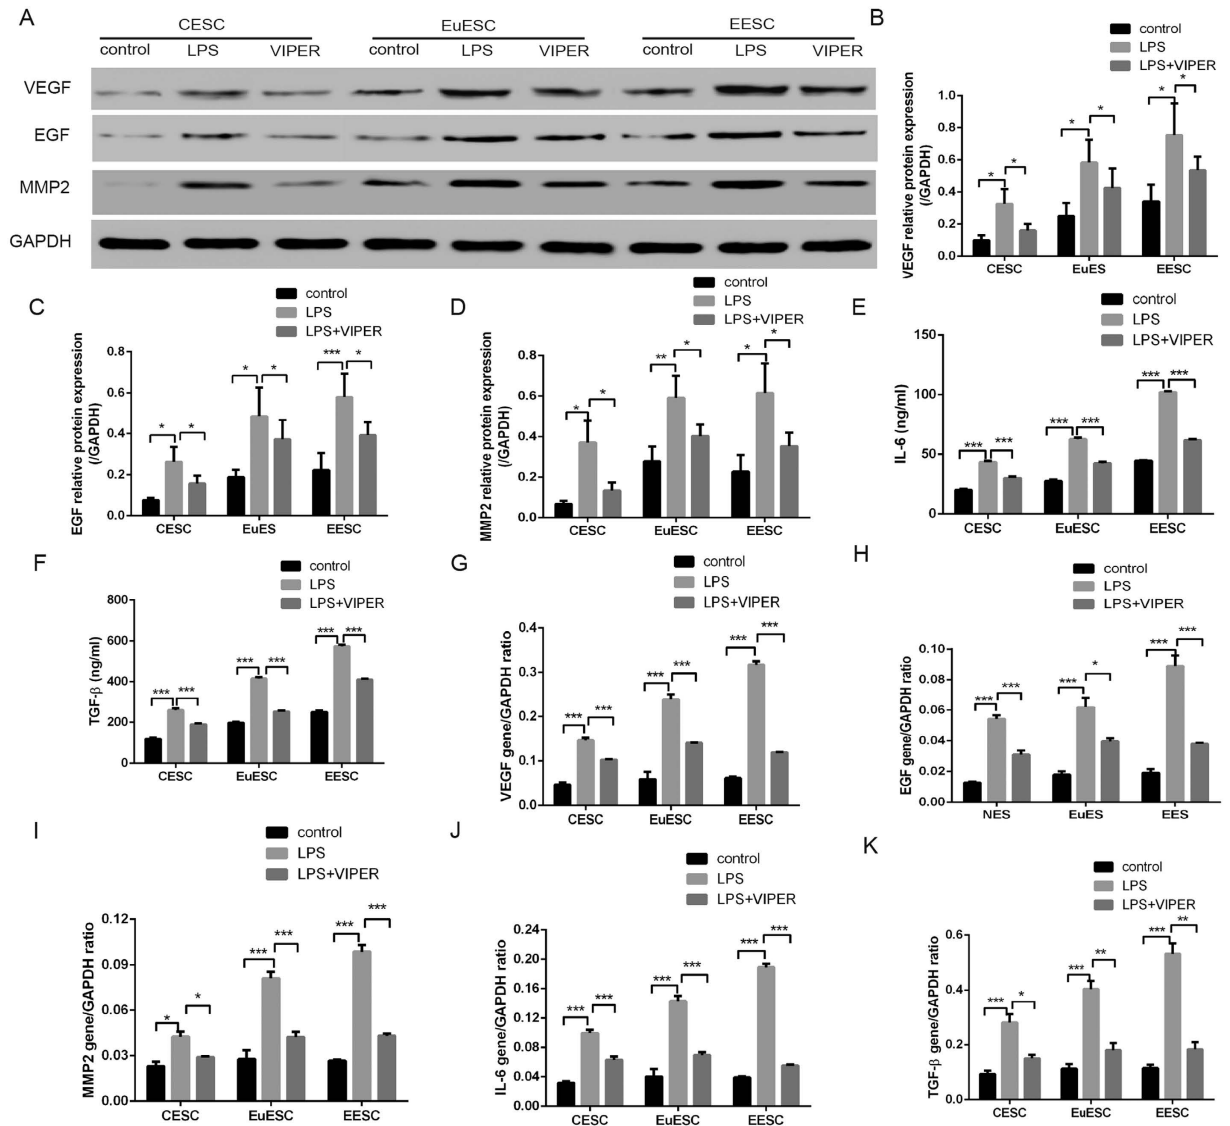 A
CESC EuESC EESC
control LPS VIPER control LPS VIPER control LPS VIPER
VEGF
EGF
MMP2
GAPDH
B
control
LPS
LPS+VIPER
VEGF relative protein expression
(/GAPDH)
1.0
0.8
0.6
0.4
0.2
0.0
* * * * * *
CESC EuES EESC
C
control
LPS
LPS+VIPER
EGF relative protein expression
(/GAPDH)
0.8
0.6
0.4
0.2
0.0
* * * * *** *
CESC EuES EESC
D
control
LPS
LPS+VIPER
MMP2 relative protein expression
(/GAPDH)
0.8
0.6
0.4
0.2
0.0
* * ** * * *
CESC EuESC EESC
E
control
LPS
LPS+VIPER
IL-6 (ng/ml)
150
100
50
0
*** *** *** *** *** ***
CESC EuESC EESC
F
control
LPS
LPS+VIPER
TGF-β (ng/ml)
800
600
400
200
0
*** *** *** *** *** ***
CESC EuESC EESC
G
control
LPS
LPS+VIPER
VEGF gene/GAPDH ratio
0.4
0.3
0.2
0.1
0.0
*** *** *** *** *** ***
CESC EuESC EESC
H
control
LPS
LPS+VIPER
EGF gene/GAPDH ratio
0.10
0.08
0.06
0.04
0.02
0.00
*** *** *** * *** ***
NES EuES EES
I
control
LPS
LPS+VIPER
MMP2 gene/GAPDH ratio
0.12
0.09
0.06
0.03
0.00
* * *** *** *** ***
CESC EuESC EESC
J
control
LPS
LPS+VIPER
IL-6 gene/GAPDH ratio
0.24
0.20
0.16
0.12
0.08
0.04
0.00
*** *** *** *** *** ***
CESC EuESC EESC
K
control
LPS
LPS+VIPER
TGF-β gene/GAPDH ratio
0.6
0.4
0.2
0.0
*** * *** ** *** **
CESC EuESC EESC